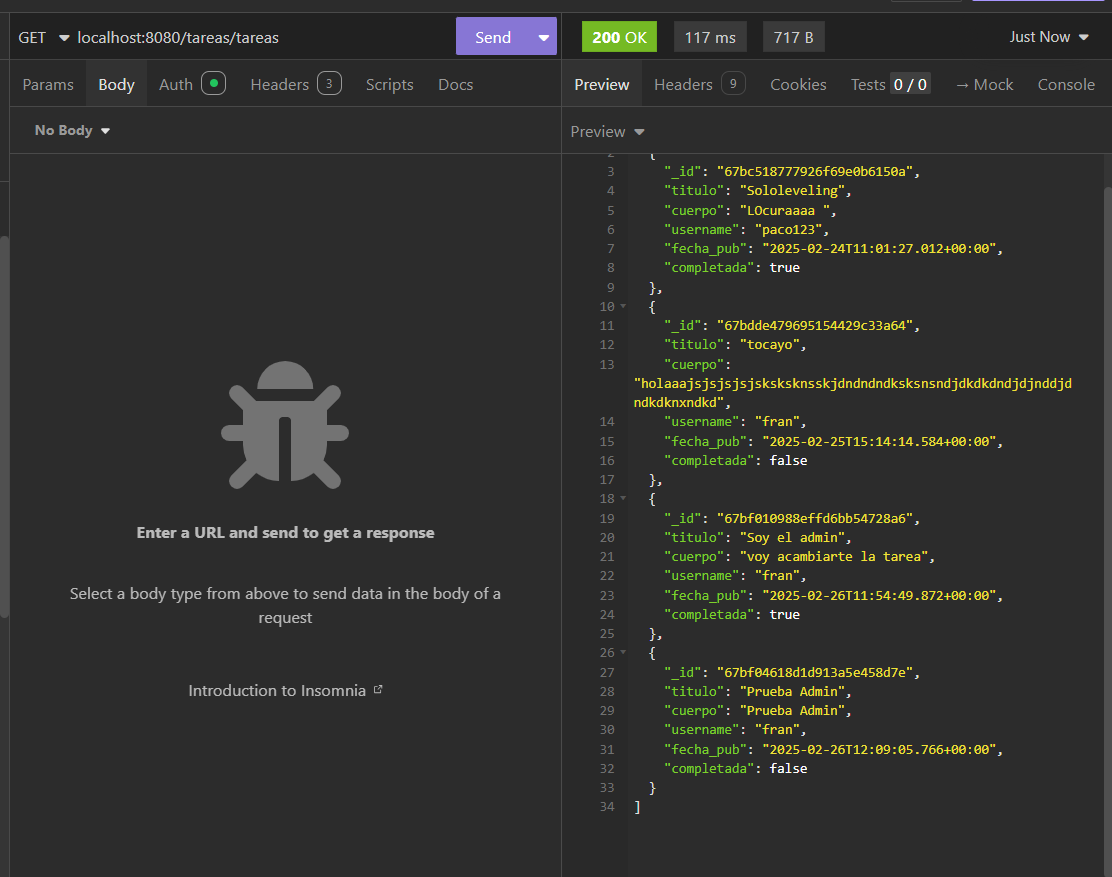 GET localhost:8080/tareas/tareas Send
200 OK 117 ms 717 B Just Now
Params Body Auth Headers 3 Scripts Docs
Preview Headers 9 Cookies Tests 0 / 0 → Mock Console
No Body
Preview
Enter a URL and send to get a response
Select a body type from above to send data in the body of a
request
Introduction to Insomnia
2 {
3 "_id": "67bc518777926f69e0b6150a",
4 "titulo": "Sololeveling",
5 "cuerpo": "LOcuraaaa ",
6 "username": "paco123",
7 "fecha_pub": "2025-02-24T11:01:27.012+00:00",
8 "completada": true
9 },
10 {
11 "_id": "67bdde479695154429c33a64",
12 "titulo": "tocayo",
13 "cuerpo":
"holaaajsjsjsjsjskskskns​skjdndndndksksnsndjdkdkdndjdjnddjd
ndkdknxndkd",
14 "username": "fran",
15 "fecha_pub": "2025-02-25T15:14:14.584+00:00",
16 "completada": false
17 },
18 {
19 "_id": "67bf010988effd6bb54728a6",
20 "titulo": "Soy el admin",
21 "cuerpo": "voy acambiarte la tarea",
22 "username": "fran",
23 "fecha_pub": "2025-02-26T11:54:49.872+00:00",
24 "completada": true
25 },
26 {
27 "_id": "67bf04618d1d913a5e458d7e",
28 "titulo": "Prueba Admin",
29 "cuerpo": "Prueba Admin",
30 "username": "fran",
31 "fecha_pub": "2025-02-26T12:09:05.766+00:00",
32 "completada": false
33 }
34 ]